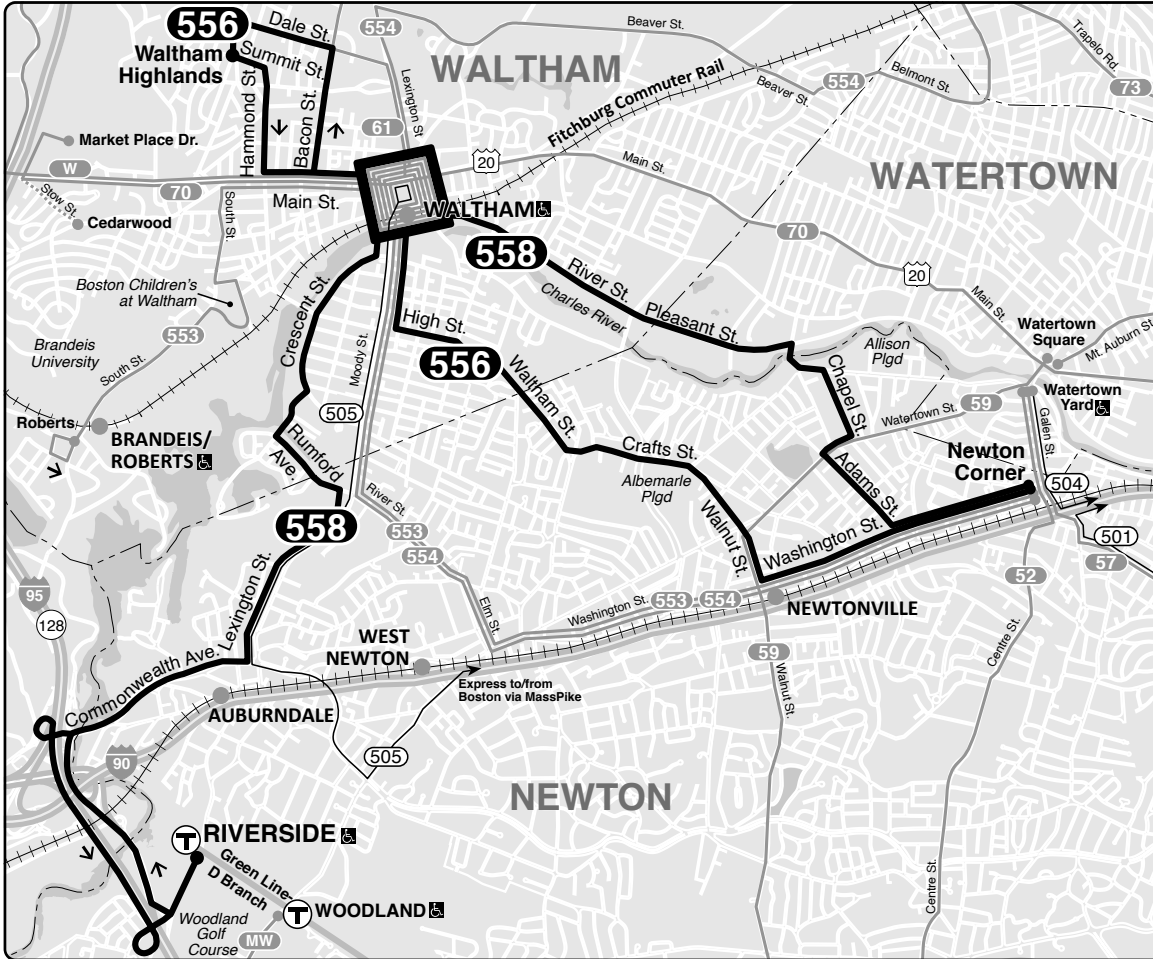 556
Dale St.
554
Beaver St.
Trapelo Rd.
Waltham
Highlands
Summit St.
Lexington St
WALTHAM
Fitchburg Commuter Rail
Beaver St.
554
Belmont St.
73
Hammond St.
Bacon St.
61
Market Place Dr.
W
70
Main St.
20
Main St.
WATERTOWN
Stow St.
Cedarwood
South St.
WALTHAM
558
70
20
River St.
Pleasant St.
Charles River
Main St.
Boston Children's
at Waltham
553
Brandeis
University
South St.
Crescent St.
Moody St.
High St.
556
Waltham St.
Allison
Plgd
Watertown
Square
Mt. Auburn St.
Chapel St.
Watertown St.
59
Watertown
Yard
Galen St.
505
Roberts
BRANDEIS/
ROBERTS
Rumford
Ave.
Crafts St.
Albemarle
Plgd
Adams St.
Newton
Corner
504
501
57
558
River St.
553
554
Walnut St.
Washington St.
52
95
128
Lexington St.
Elm St.
Washington St.
553
554
NEWTONVILLE
Centre St.
WEST
NEWTON
59
Walnut St.
Commonwealth Ave.
AUBURNDALE
Express to/from
Boston via MassPike
90
505
NEWTON
RIVERSIDE
T
Green Line-
D Branch
T
WOODLAND
Woodland
Golf
Course
MW
Centre St.